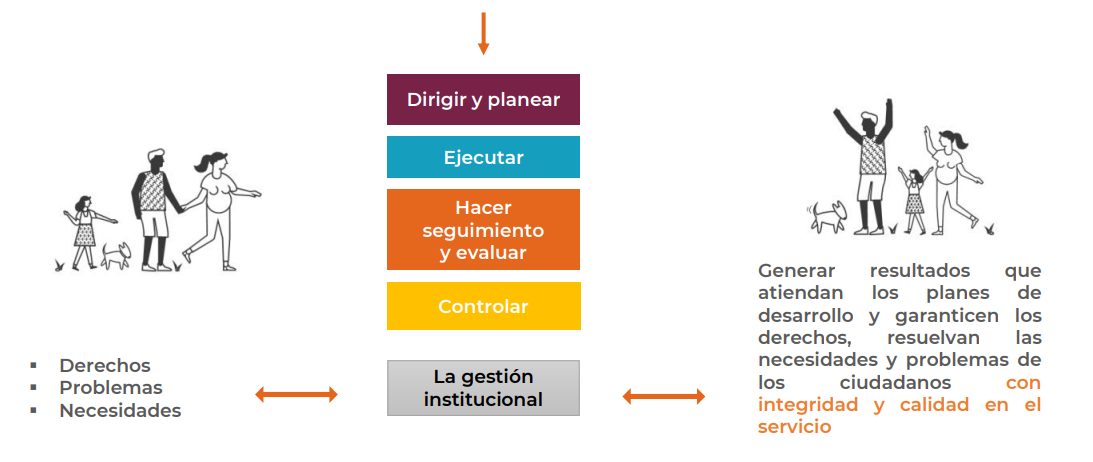 Dirigir y planear
Ejecutar
Hacer
seguimiento
y evaluar
Controlar
La gestión
institucional
▪ Derechos
▪ Problemas
▪ Necesidades
Generar resultados que
atiendan los planes de
desarrollo y garanticen los
derechos, resuelvan las
necesidades y problemas de
los ciudadanos con
integridad y calidad en el
servicio